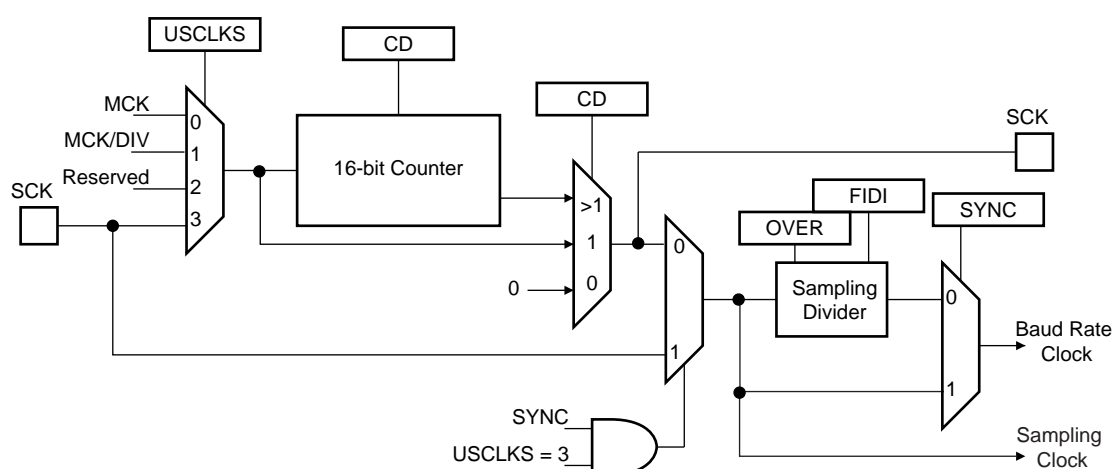 USCLKS
CD
CD
MCK
MCK/DIV
Reserved
SCK
0
1
2
3
16-bit Counter
>1
1
0
0
SCK
0
1
FIDI
OVER
SYNC
Sampling
Divider
0
1
Baud Rate
Clock
SYNC
USCLKS = 3
Sampling
Clock